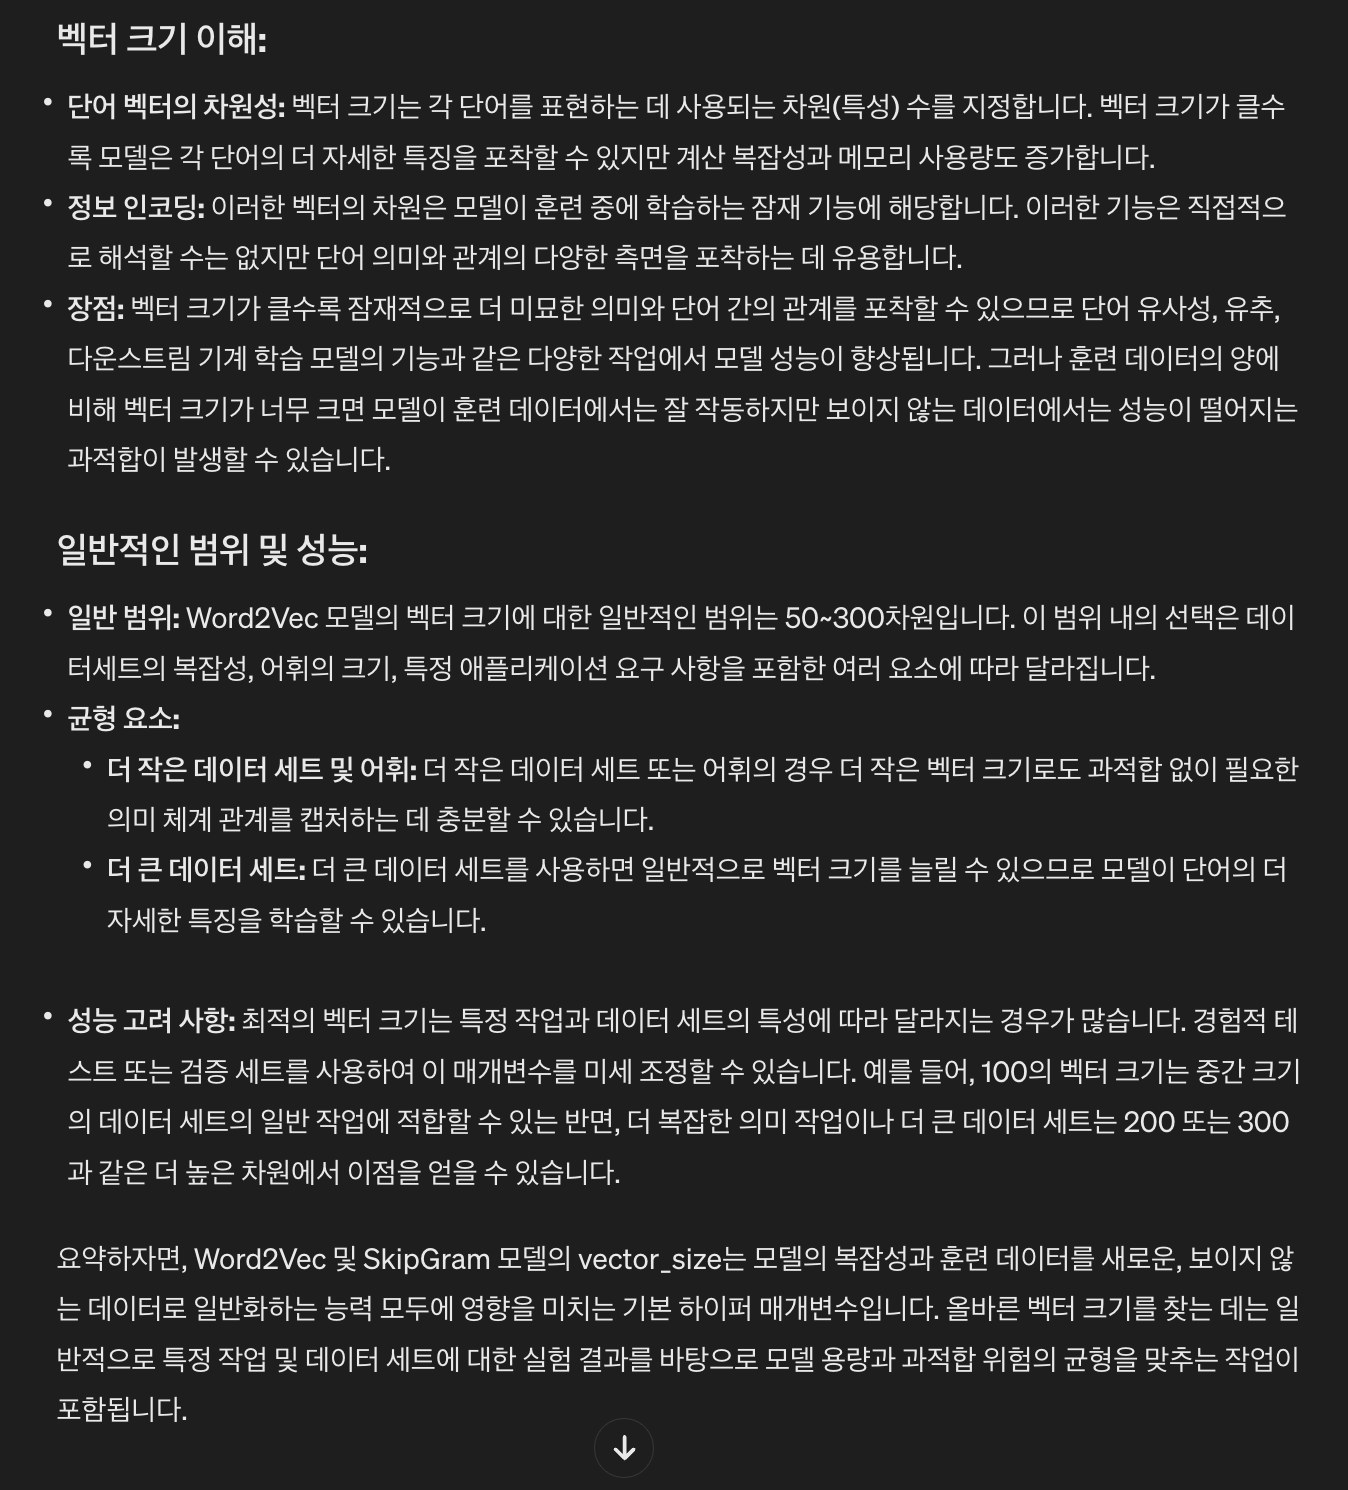 벡터 크기 이해:
• 단어 벡터의 차원성: 벡터 크기는 각 단어를 표현하는 데 사용되는 차원(특성) 수를 지정합니다. 벡터 크기가 클수
록 모델은 각 단어의 더 자세한 특징을 포착할 수 있지만 계산 복잡성과 메모리 사용량도 증가합니다.
• 정보 인코딩: 이러한 벡터의 차원은 모델이 훈련 중에 학습하는 잠재 기능에 해당합니다. 이러한 기능은 직접적으
로 해석할 수는 없지만 단어 의미와 관계의 다양한 측면을 포착하는 데 유용합니다.
• 장점: 벡터 크기가 클수록 잠재적으로 더 미묘한 의미와 단어 간의 관계를 포착할 수 있으므로 단어 유사성, 유추,
다운스트림 기계 학습 모델의 기능과 같은 다양한 작업에서 모델 성능이 향상됩니다. 그러나 훈련 데이터의 양에
비해 벡터 크기가 너무 크면 모델이 훈련 데이터에서는 잘 작동하지만 보이지 않는 데이터에서는 성능이 떨어지는
과적합이 발생할 수 있습니다.
일반적인 범위 및 성능:
• 일반 범위: Word2Vec 모델의 벡터 크기에 대한 일반적인 범위는 50~300차원입니다. 이 범위 내의 선택은 데이
터세트의 복잡성, 어휘의 크기, 특정 애플리케이션 요구 사항을 포함한 여러 요소에 따라 달라집니다.
• 균형 요소:
• 더 작은 데이터 세트 및 어휘: 더 작은 데이터 세트 또는 어휘의 경우 더 작은 벡터 크기로도 과적합 없이 필요한
의미 체계 관계를 캡처하는 데 충분할 수 있습니다.
• 더 큰 데이터 세트: 더 큰 데이터 세트를 사용하면 일반적으로 벡터 크기를 늘릴 수 있으므로 모델이 단어의 더
자세한 특징을 학습할 수 있습니다.
• 성능 고려 사항: 최적의 벡터 크기는 특정 작업과 데이터 세트의 특성에 따라 달라지는 경우가 많습니다. 경험적 테
스트 또는 검증 세트를 사용하여 이 매개변수를 미세 조정할 수 있습니다. 예를 들어, 100의 벡터 크기는 중간 크기
의 데이터 세트의 일반 작업에 적합할 수 있는 반면, 더 복잡한 의미 작업이나 더 큰 데이터 세트는 200 또는 300
과 같은 더 높은 차원에서 이점을 얻을 수 있습니다.
요약하자면, Word2Vec 및 SkipGram 모델의 vector_size는 모델의 복잡성과 훈련 데이터를 새로운, 보이지 않
는 데이터로 일반화하는 능력 모두에 영향을 미치는 기본 하이퍼 매개변수입니다. 올바른 벡터 크기를 찾는 데는 일
반적으로 특정 작업 및 데이터 세트에 대한 실험 결과를 바탕으로 모델 용량과 과적합 위험의 균형을 맞추는 작업이
포함됩니다.